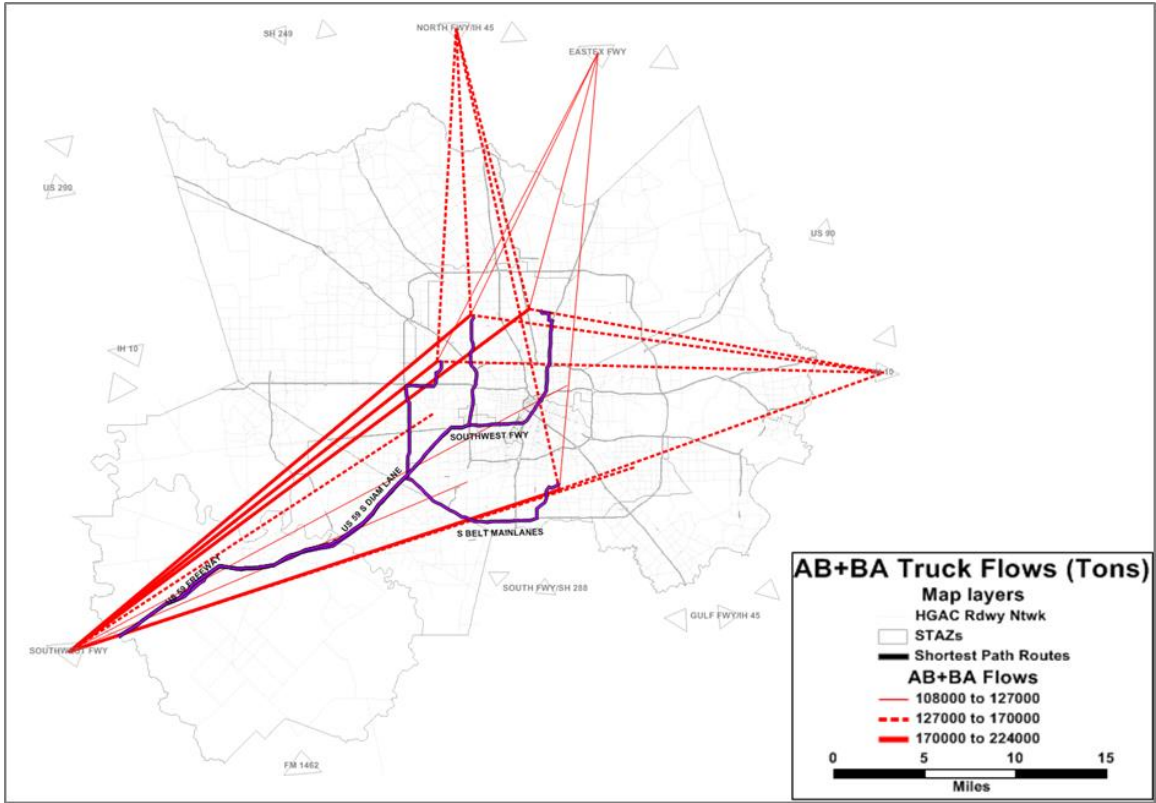 NORTH FWY/IH 45
SH 249
EASTEX FWY
US 290
US 90
IH 10
SOUTHWEST FWY
US 59 S DIAM LANE
S BELT MAINLANES
US 59 FREEWAY
SOUTH FWY/SH 288
GULF FWY/IH 45
SOUTHWEST FWY
FM 1462
AB+BA Truck Flows (Tons)
Map layers
HGAC Rdwy Ntwk
STAZs
Shortest Path Routes
AB+BA Flows
108000 to 127000
127000 to 170000
170000 to 224000
0 5 10 15
Miles